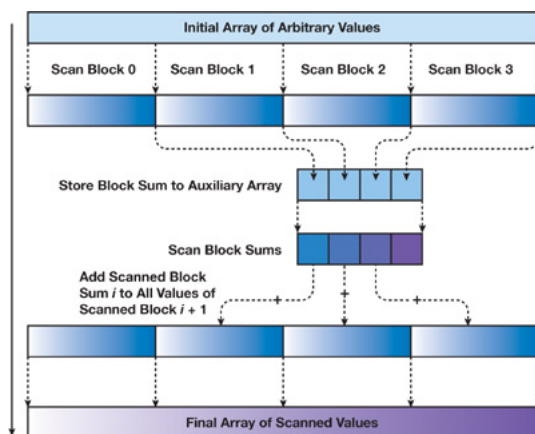 Initial Array of Arbitrary Values
Scan Block 0 Scan Block 1 Scan Block 2 Scan Block 3
Store Block Sum to Auxiliary Array
Scan Block Sums
Add Scanned Block
Sum i to All Values of
Scanned Block i + 1
+ + +
Final Array of Scanned Values